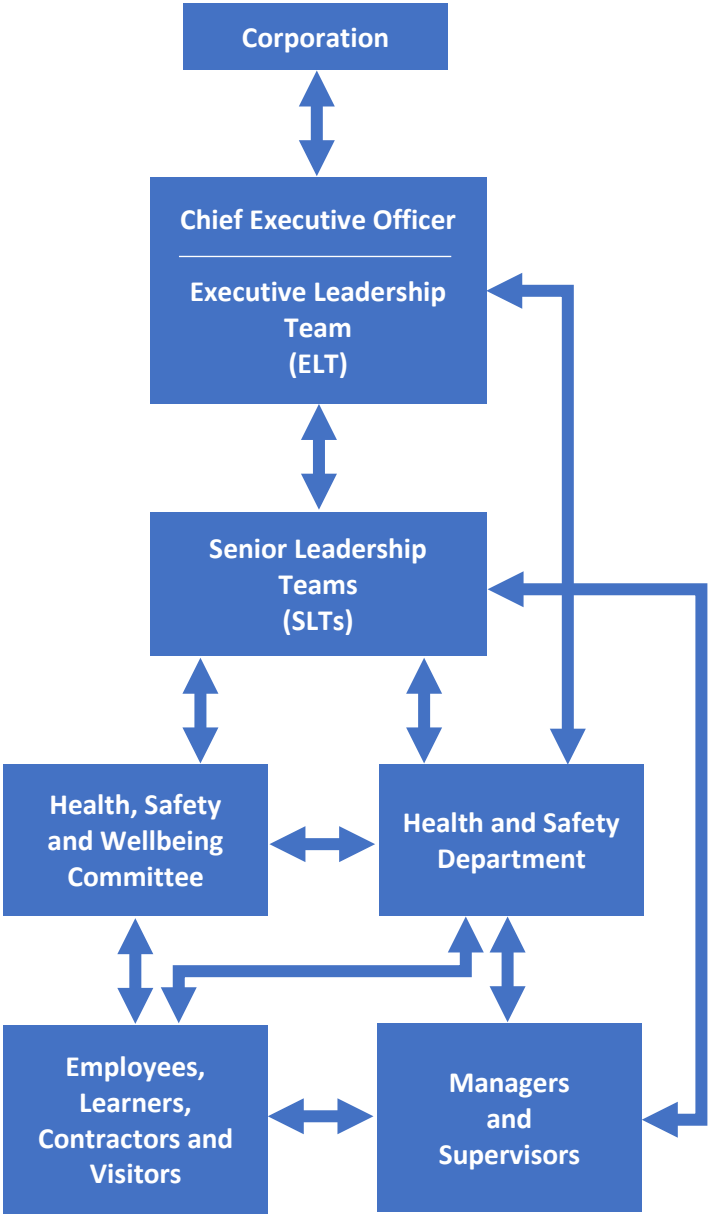 Corporation
Chief Executive Officer
Executive Leadership
Team
(ELT)
Senior Leadership
Teams
(SLTs)
Health, Safety
and Wellbeing
Committee
Health and Safety
Department
Employees,
Learners,
Contractors and
Visitors
Managers
and
Supervisors